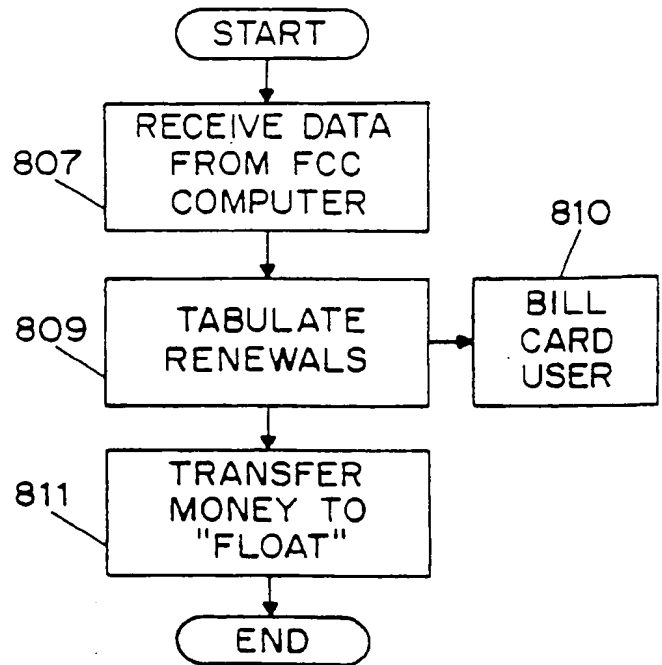 START
RECEIVE DATA
FROM FCC
COMPUTER
807
810
TABULATE
RENEWALS
809
BILL
CARD
USER
TRANSFER
MONEY TO
"FLOAT"
811
END